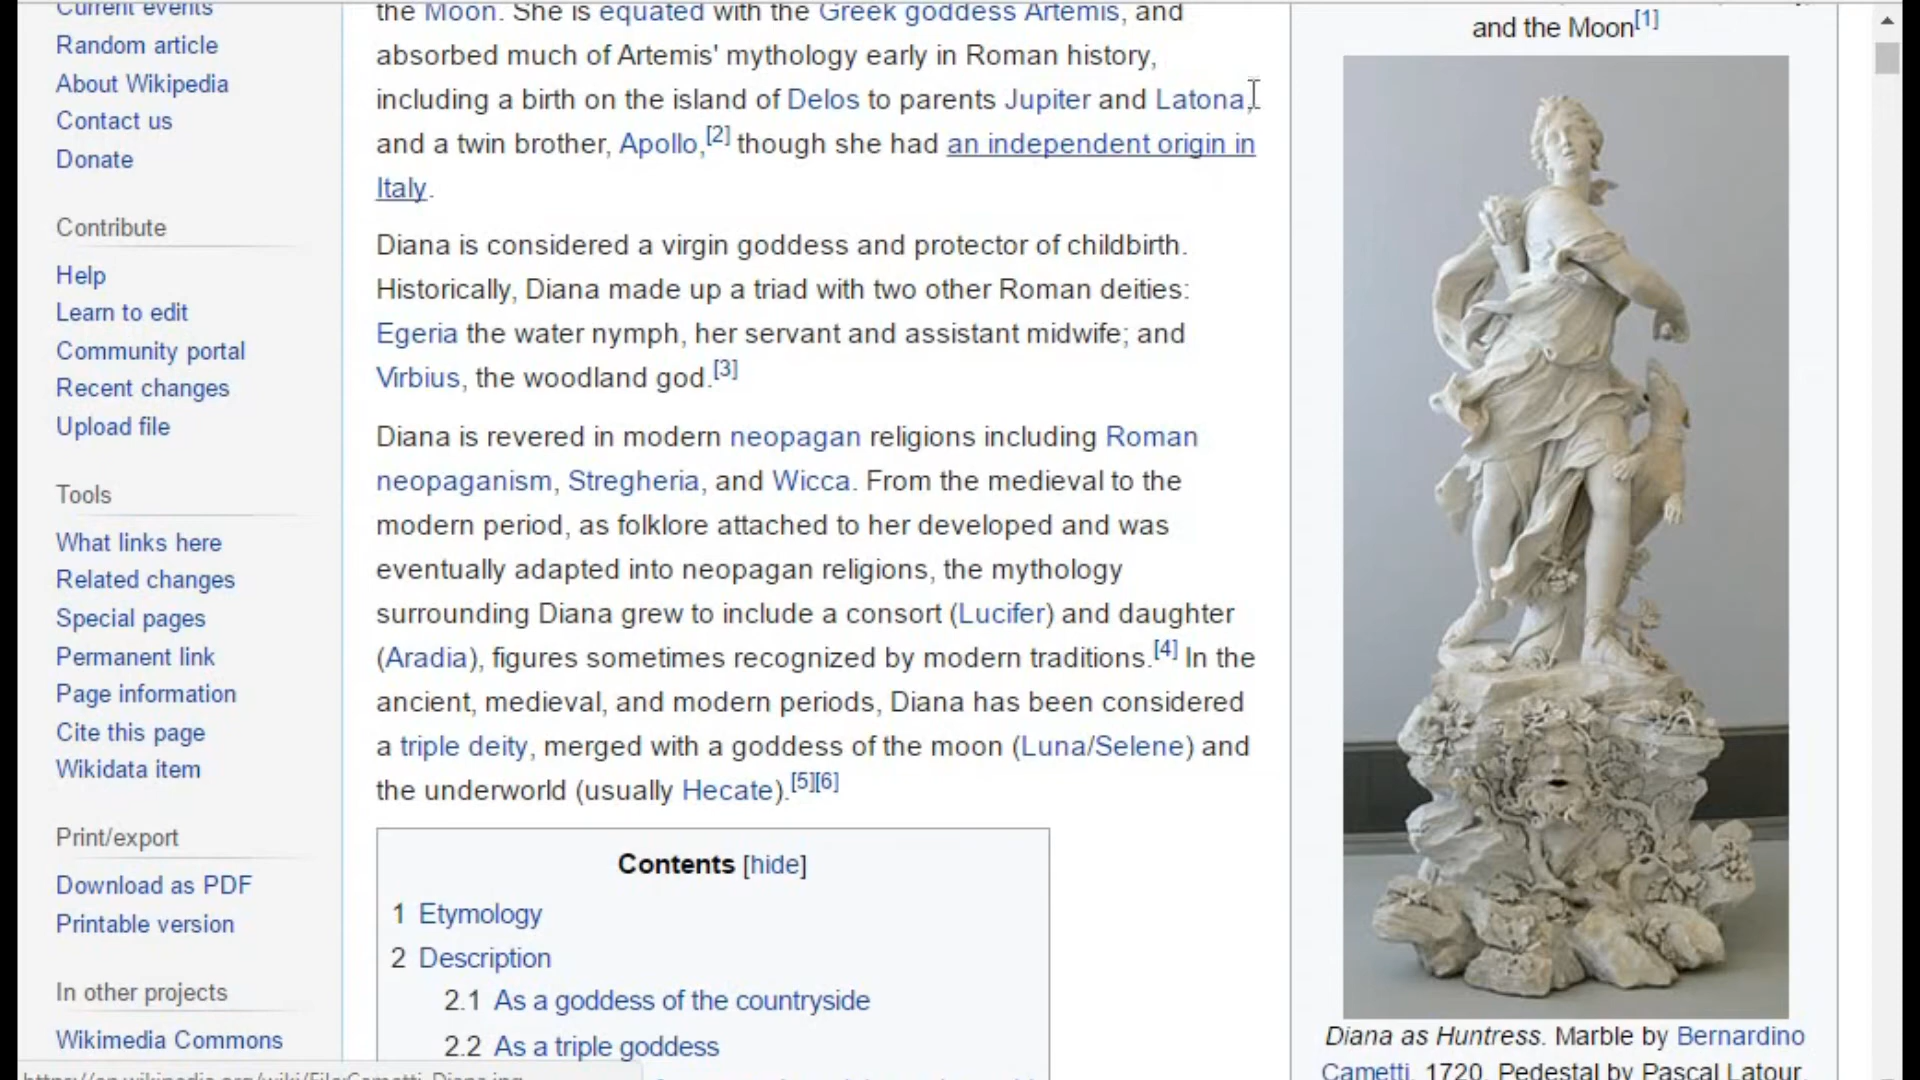 Current events
Random article
About Wikipedia
Contact us
Donate
Contribute
Help
Learn to edit
Community portal
Recent changes
Upload file
Tools
What links here
Related changes
Special pages
Permanent link
Page information
Cite this page
Wikidata item
Print/export
Download as PDF
Printable version
In other projects
Wikimedia Commons
the Moon. She is equated with the Greek goddess Artemis, and
absorbed much of Artemis' mythology early in Roman history,
including a birth on the island of Delos to parents Jupiter and Latona,
and a twin brother, Apollo,[2] though she had an independent origin in
Italy.
Diana is considered a virgin goddess and protector of childbirth.
Historically, Diana made up a triad with two other Roman deities:
Egeria the water nymph, her servant and assistant midwife; and
Virbius, the woodland god.[3]
Diana is revered in modern neopagan religions including Roman
neopaganism, Stregheria, and Wicca. From the medieval to the
modern period, as folklore attached to her developed and was
eventually adapted into neopagan religions, the mythology
surrounding Diana grew to include a consort (Lucifer) and daughter
(Aradia), figures sometimes recognized by modern traditions.[4] In the
ancient, medieval, and modern periods, Diana has been considered
a triple deity, merged with a goddess of the moon (Luna/Selene) and
the underworld (usually Hecate).[5][6]
Contents [hide]
1 Etymology
2 Description
2.1 As a goddess of the countryside
2.2 As a triple goddess
and the Moon[1]
Diana as Huntress. Marble by Bernardino
Cametti, 1720. Pedestal by Pascal Latour,